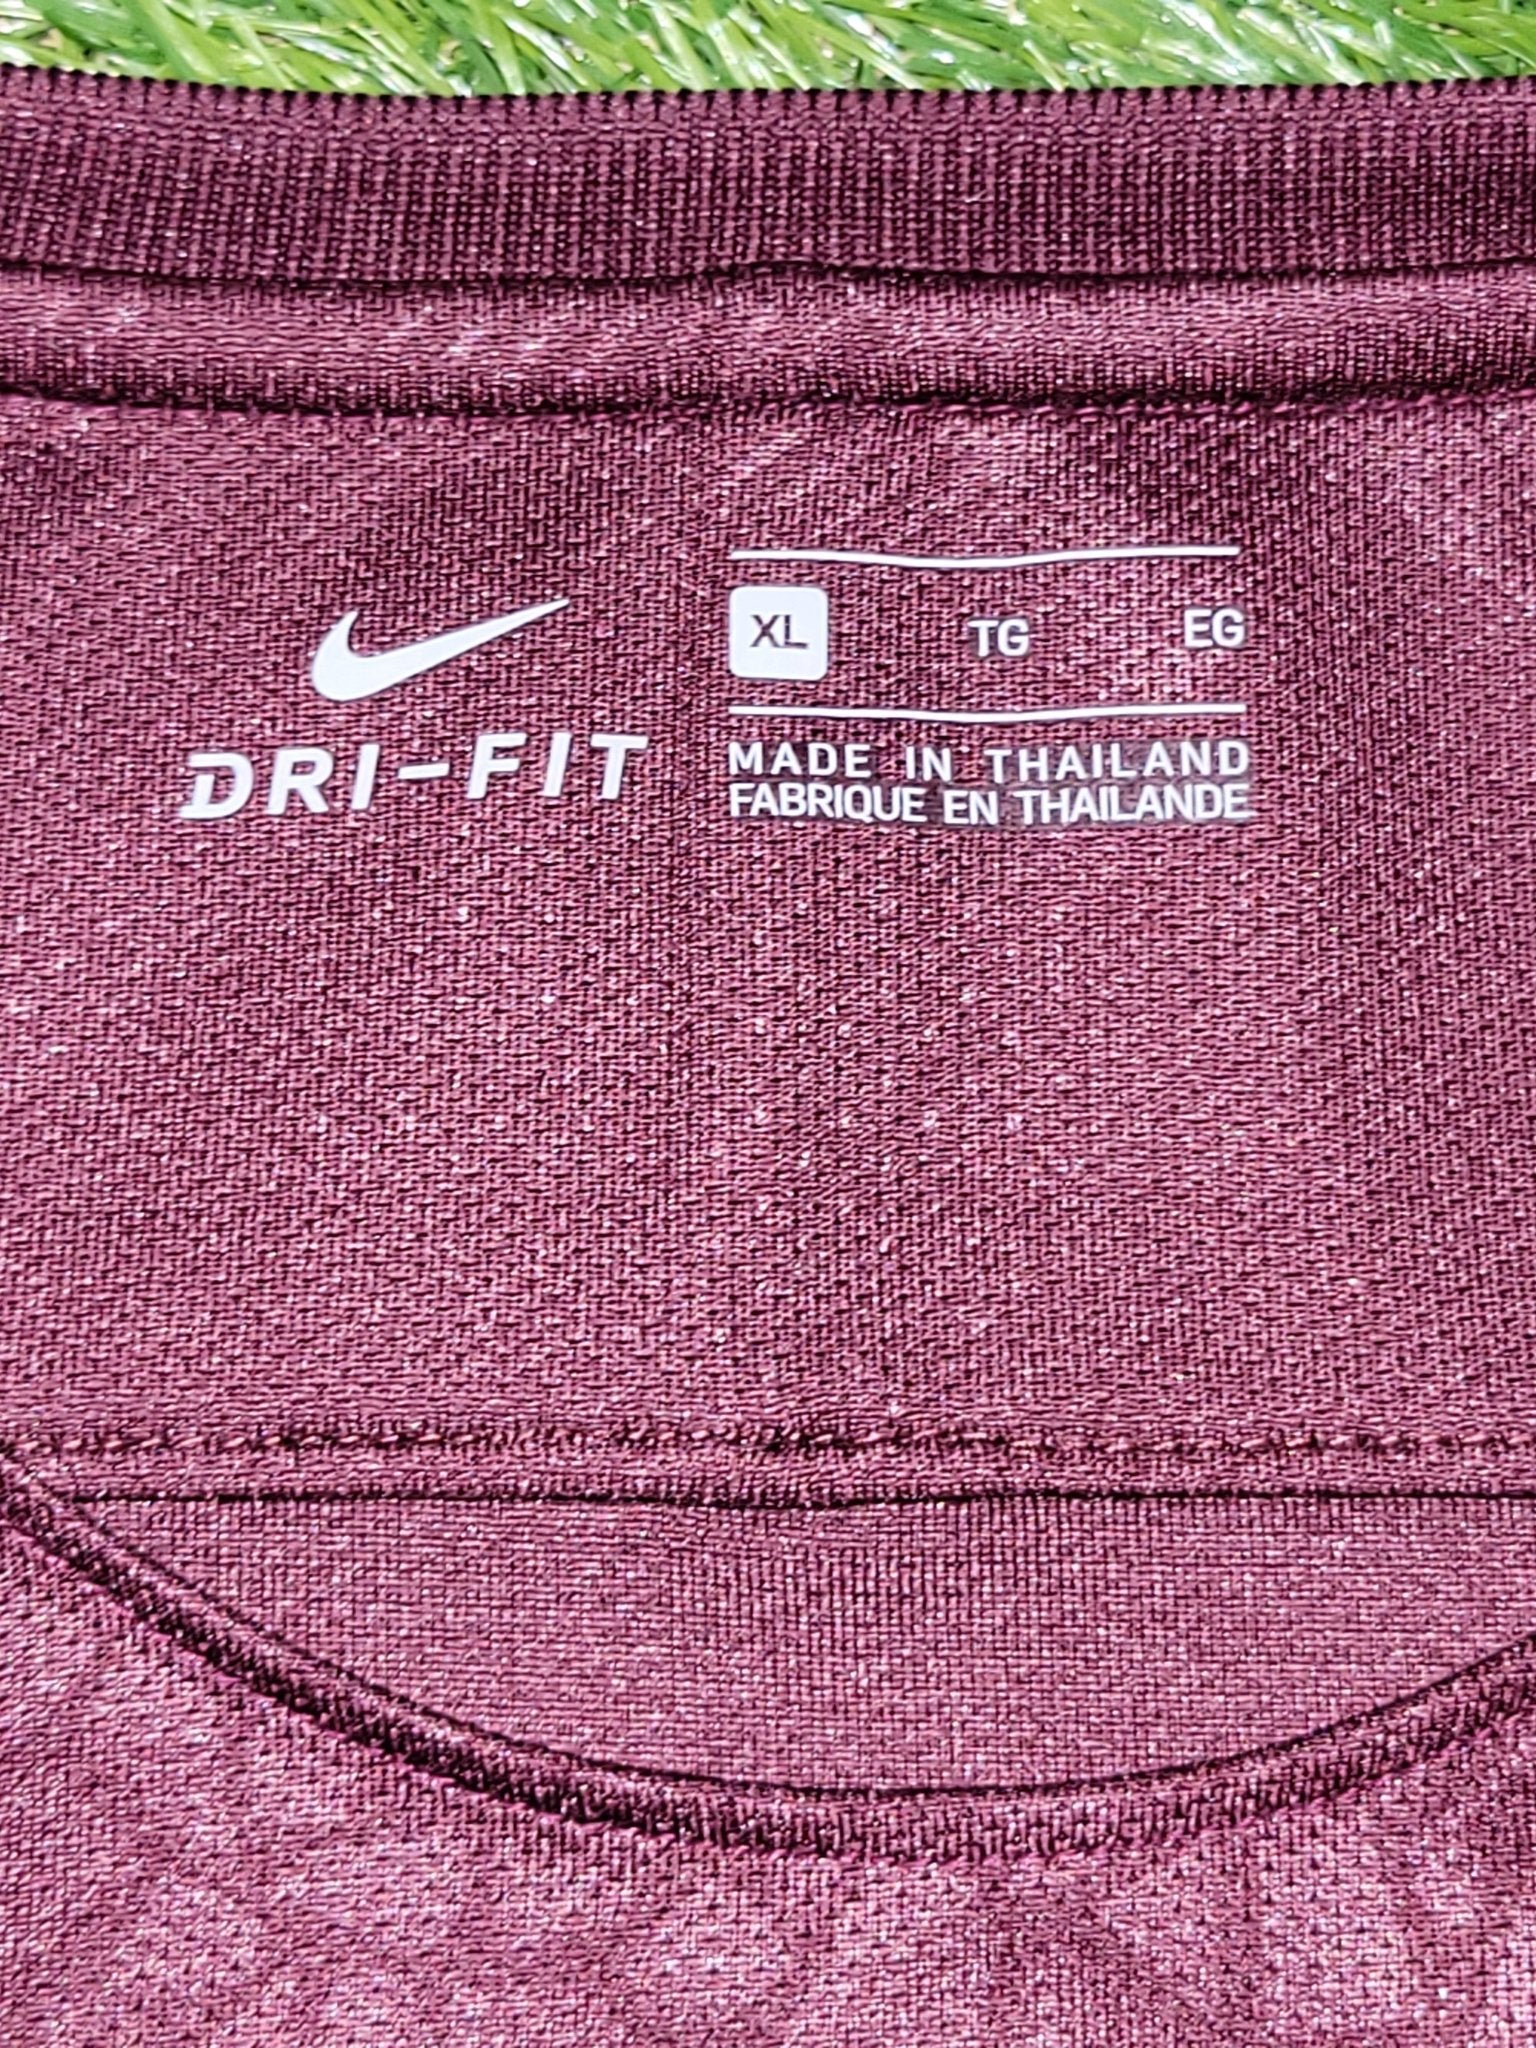 DRI-FIT
XL TG EG
MADE IN THAILAND
FABRIQUE EN THAILANDE